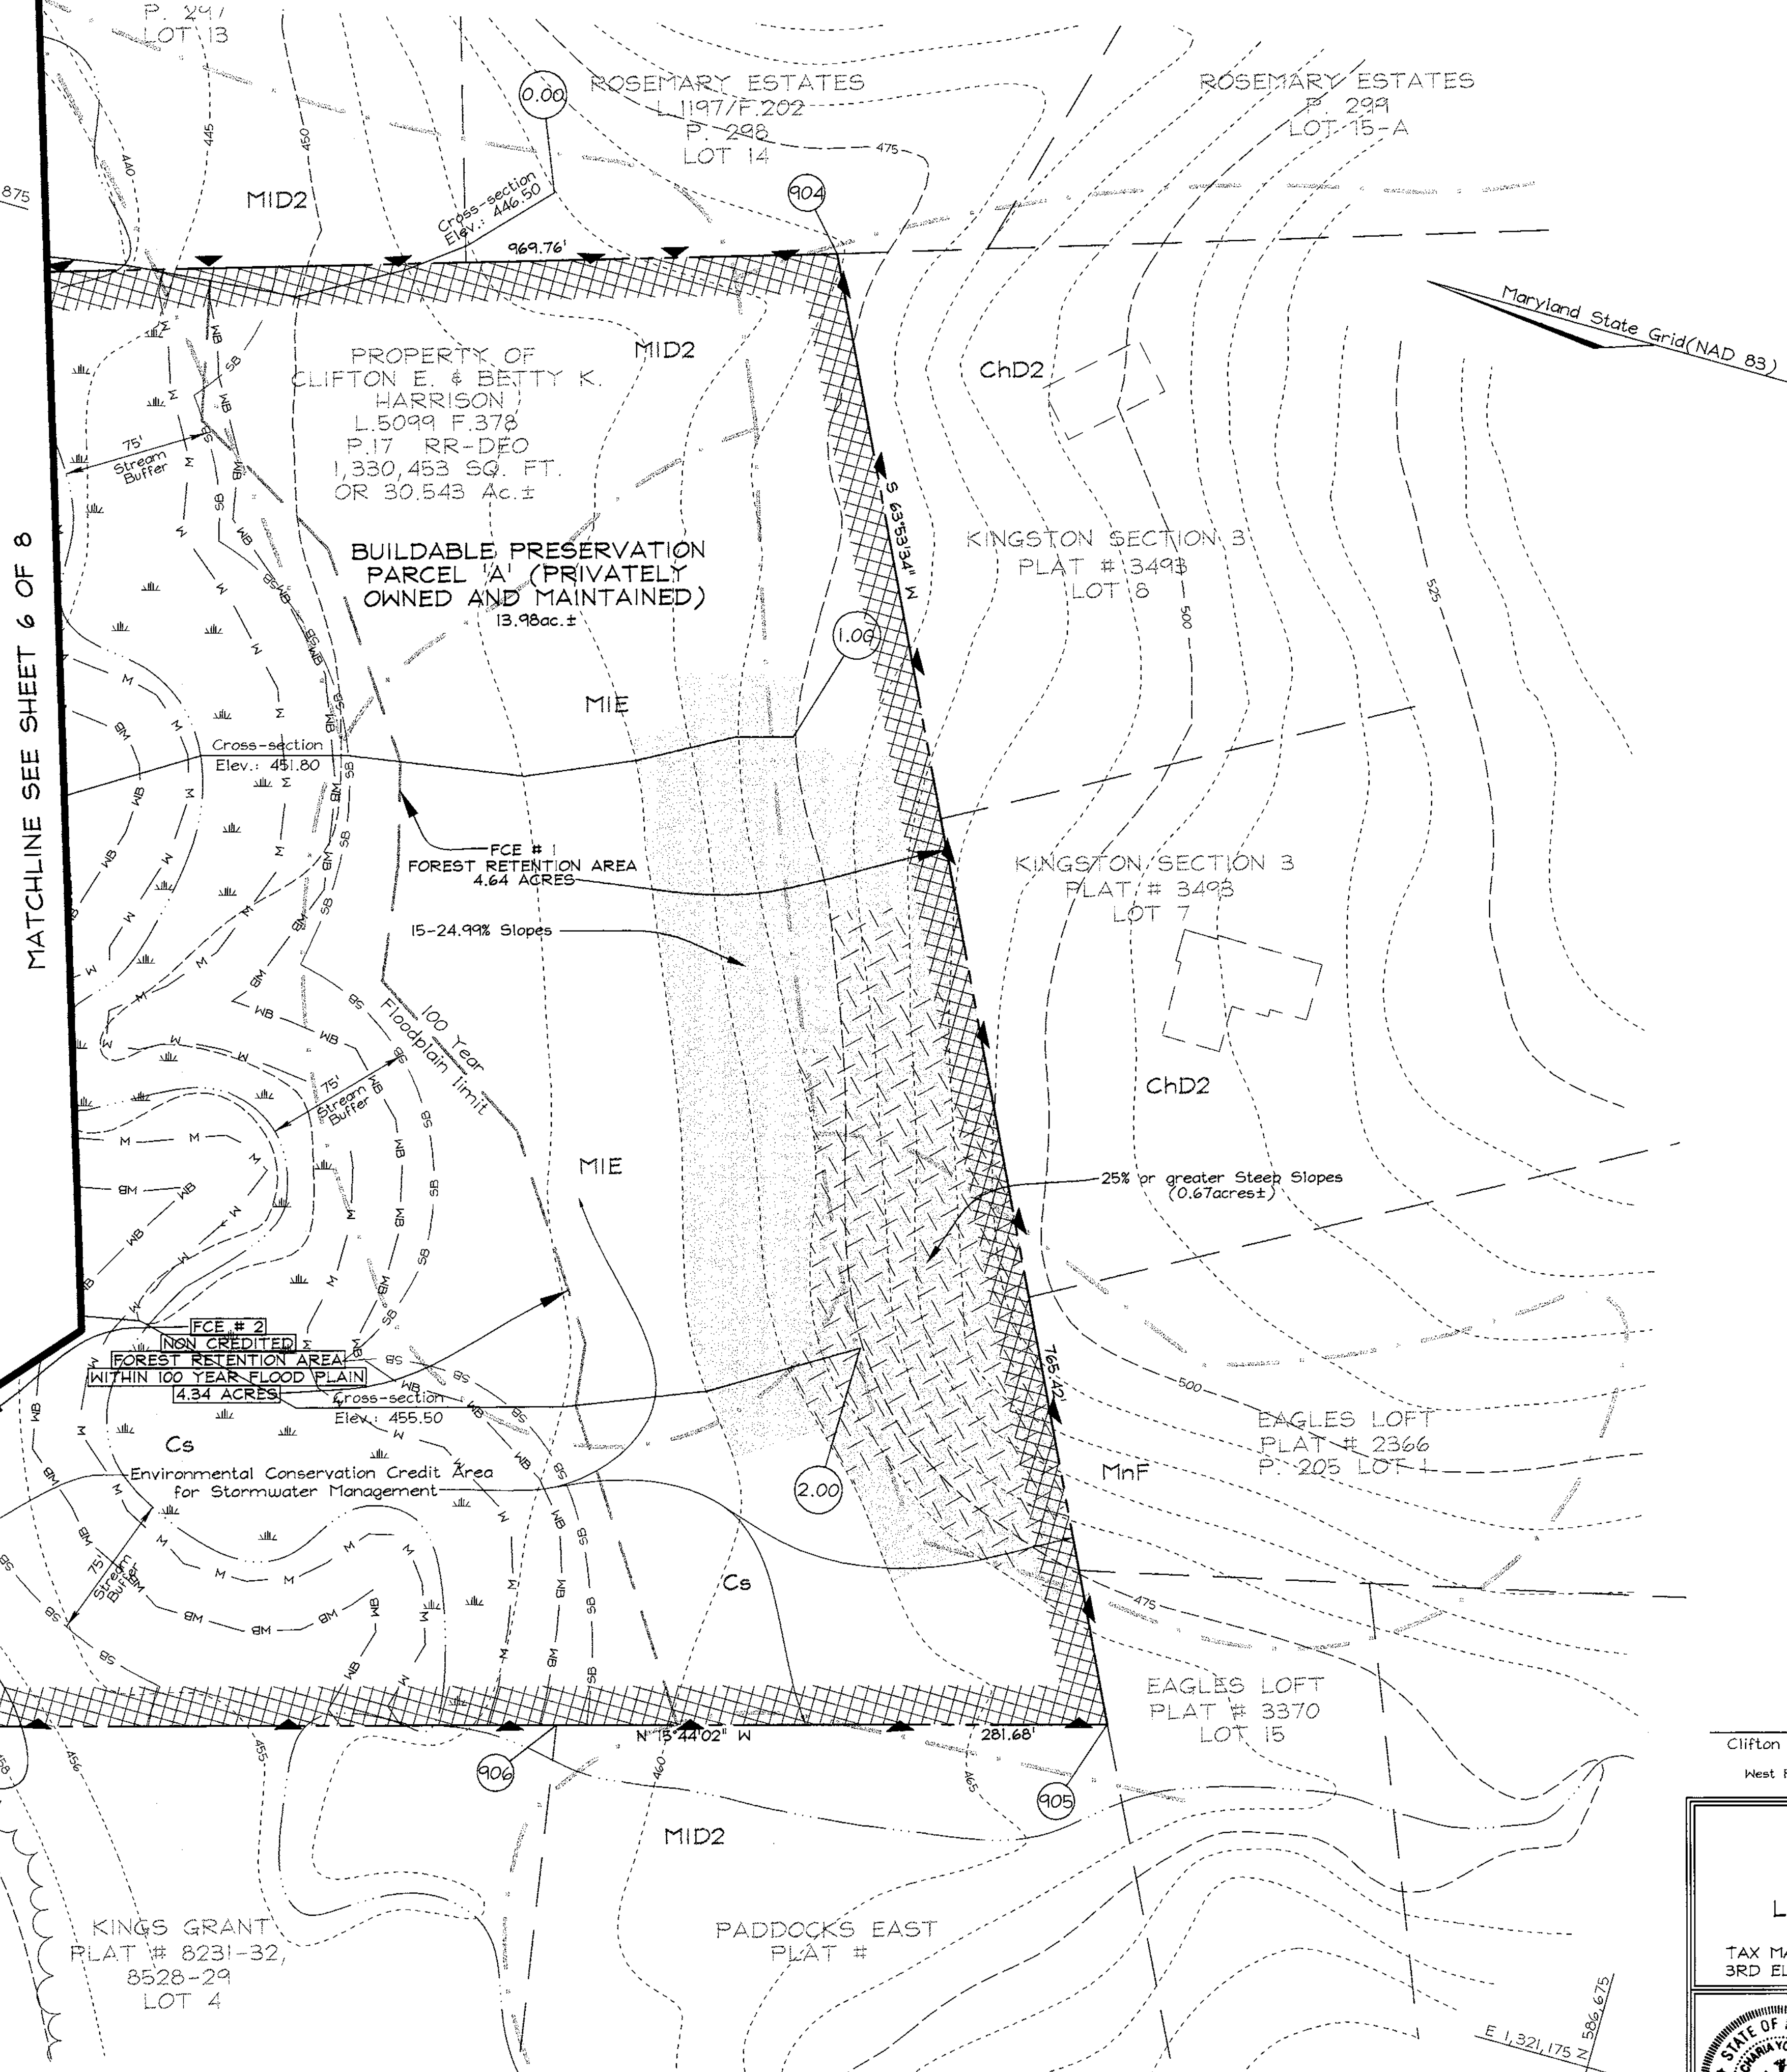 P. 297
LOT 13
ROSEMARY ESTATES
L.1197/F.202
P. 298
LOT 14
ROSEMARY ESTATES
P. 299
LOT 15-A
0.00
440
445
450
475
904
875
MID2
Cross-section
Elev.: 446.50
969.76'
Maryland State Grid(NAD 83)
PROPERTY OF
CLIFTON E. & BETTY K.
HARRISON
L.5099 F.378
P.17 RR-DEO
1,330,453 SQ. FT.
OR 30.543 Ac.±
MID2
ChD2
75'
Stream
Buffer
S 63°53'34" W
BUILDABLE PRESERVATION
PARCEL 'A' (PRIVATELY
OWNED AND MAINTAINED)
13.98ac.±
KINGSTON SECTION 3
PLAT # 3493
LOT 8
500
525
MATCHLINE SEE SHEET 6 OF 8
1.00
MIE
Cross-section
Elev.: 451.80
FCE # 1
FOREST RETENTION AREA
4.64 ACRES
KINGSTON SECTION 3
PLAT # 3493
LOT 7
15-24.99% Slopes
100 Year
Floodplain limit
75'
Stream
Buffer
ChD2
MIE
25% or greater Steep Slopes
(0.67acres±)
FCE # 2
NON CREDITED
FOREST RETENTION AREA
WITHIN 100 YEAR FLOOD PLAIN
4.34 ACRES
Cross-section
Elev.: 455.50
765.42'
500
EAGLES LOFT
PLAT # 2366
P. 205 LOT 1
Cs
Environmental Conservation Credit Area
for Stormwater Management
2.00
MnF
75'
Stream
Buffer
Cs
475
EAGLES LOFT
PLAT # 3370
LOT 15
N 15°44'02" W
281.68'
906
905
456
455
460
465
MID2
Clifton
West F
KINGS GRANT
PLAT # 8231-32,
8528-29
LOT 4
PADDOCKS EAST
PLAT #
L
TAX MA
3RD EL
E 1,321,175
N 586,675
STATE OF